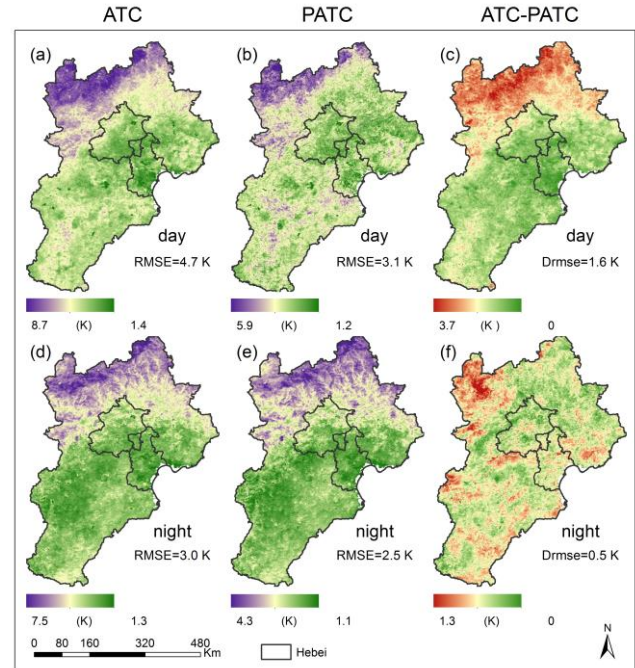 ATC PATC ATC-PATC
(a) (b) (c)
day day day
RMSE=4.7 K RMSE=3.1 K Drmse=1.6 K
8.7 (K) 1.4 5.9 (K) 1.2 3.7 (K ) 0
(d) (e) (f)
night night night
RMSE=3.0 K RMSE=2.5 K Drmse=0.5 K
7.5 (K) 1.3 4.3 (K) 1.1 1.3 (K) 0
0 80 160 320 480
Km
Hebei
N